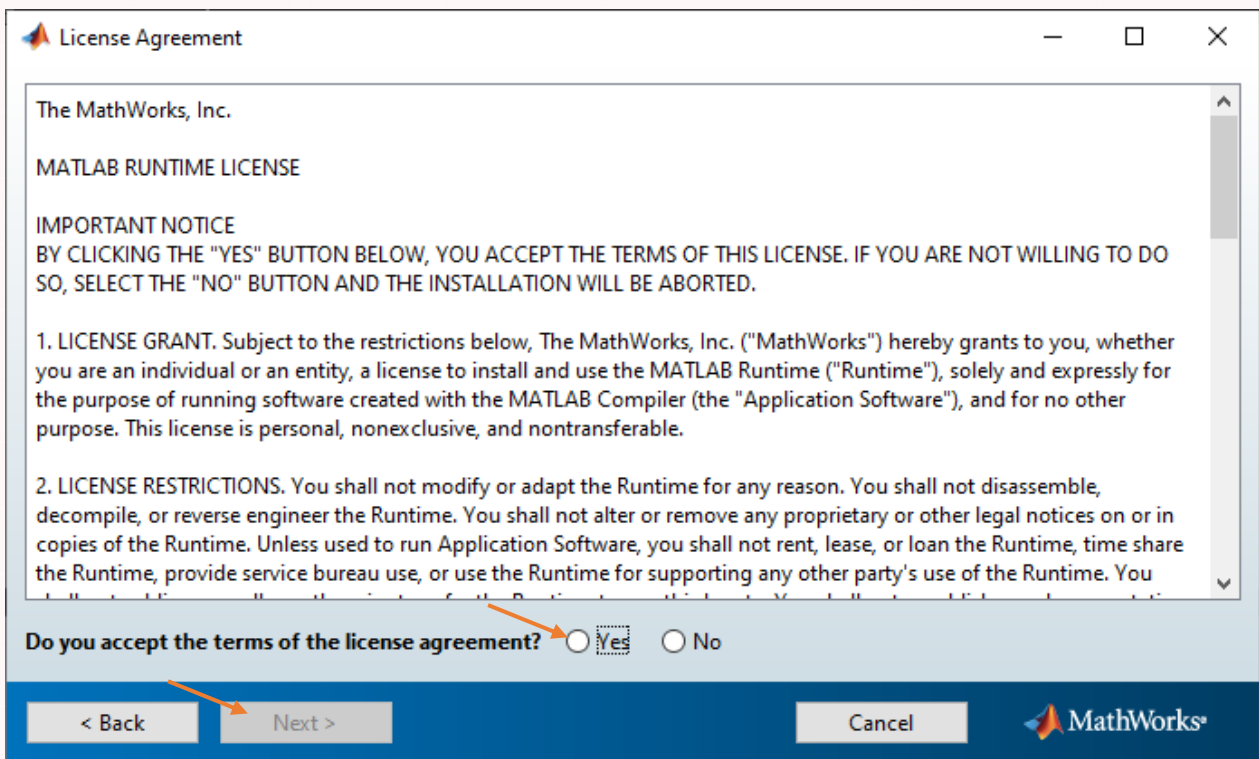 License Agreement
The MathWorks, Inc.
MATLAB RUNTIME LICENSE
IMPORTANT NOTICE
BY CLICKING THE "YES" BUTTON BELOW, YOU ACCEPT THE TERMS OF THIS LICENSE. IF YOU ARE NOT WILLING TO DO
SO, SELECT THE "NO" BUTTON AND THE INSTALLATION WILL BE ABORTED.
1. LICENSE GRANT. Subject to the restrictions below, The MathWorks, Inc. ("MathWorks") hereby grants to you, whether
you are an individual or an entity, a license to install and use the MATLAB Runtime ("Runtime"), solely and expressly for
the purpose of running software created with the MATLAB Compiler (the "Application Software"), and for no other
purpose. This license is personal, nonexclusive, and nontransferable.
2. LICENSE RESTRICTIONS. You shall not modify or adapt the Runtime for any reason. You shall not disassemble,
decompile, or reverse engineer the Runtime. You shall not alter or remove any proprietary or other legal notices on or in
copies of the Runtime. Unless used to run Application Software, you shall not rent, lease, or loan the Runtime, time share
the Runtime, provide service bureau use, or use the Runtime for supporting any other party's use of the Runtime. You
Do you accept the terms of the license agreement? Yes No
< Back Next > Cancel MathWorks®